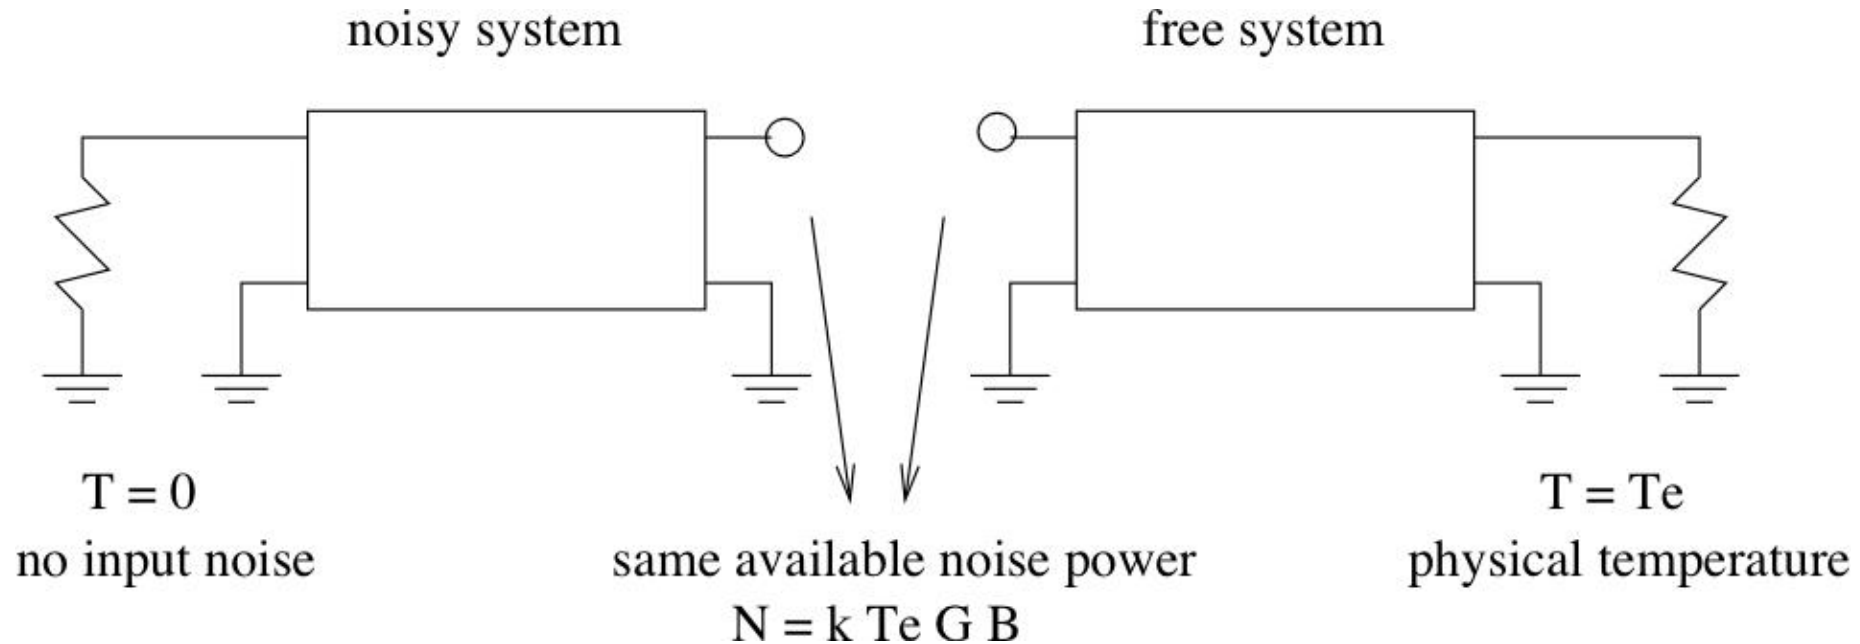 noisy system
free system
T = 0
no input noise
same available noise power
N = k Te G B
T = Te
physical temperature